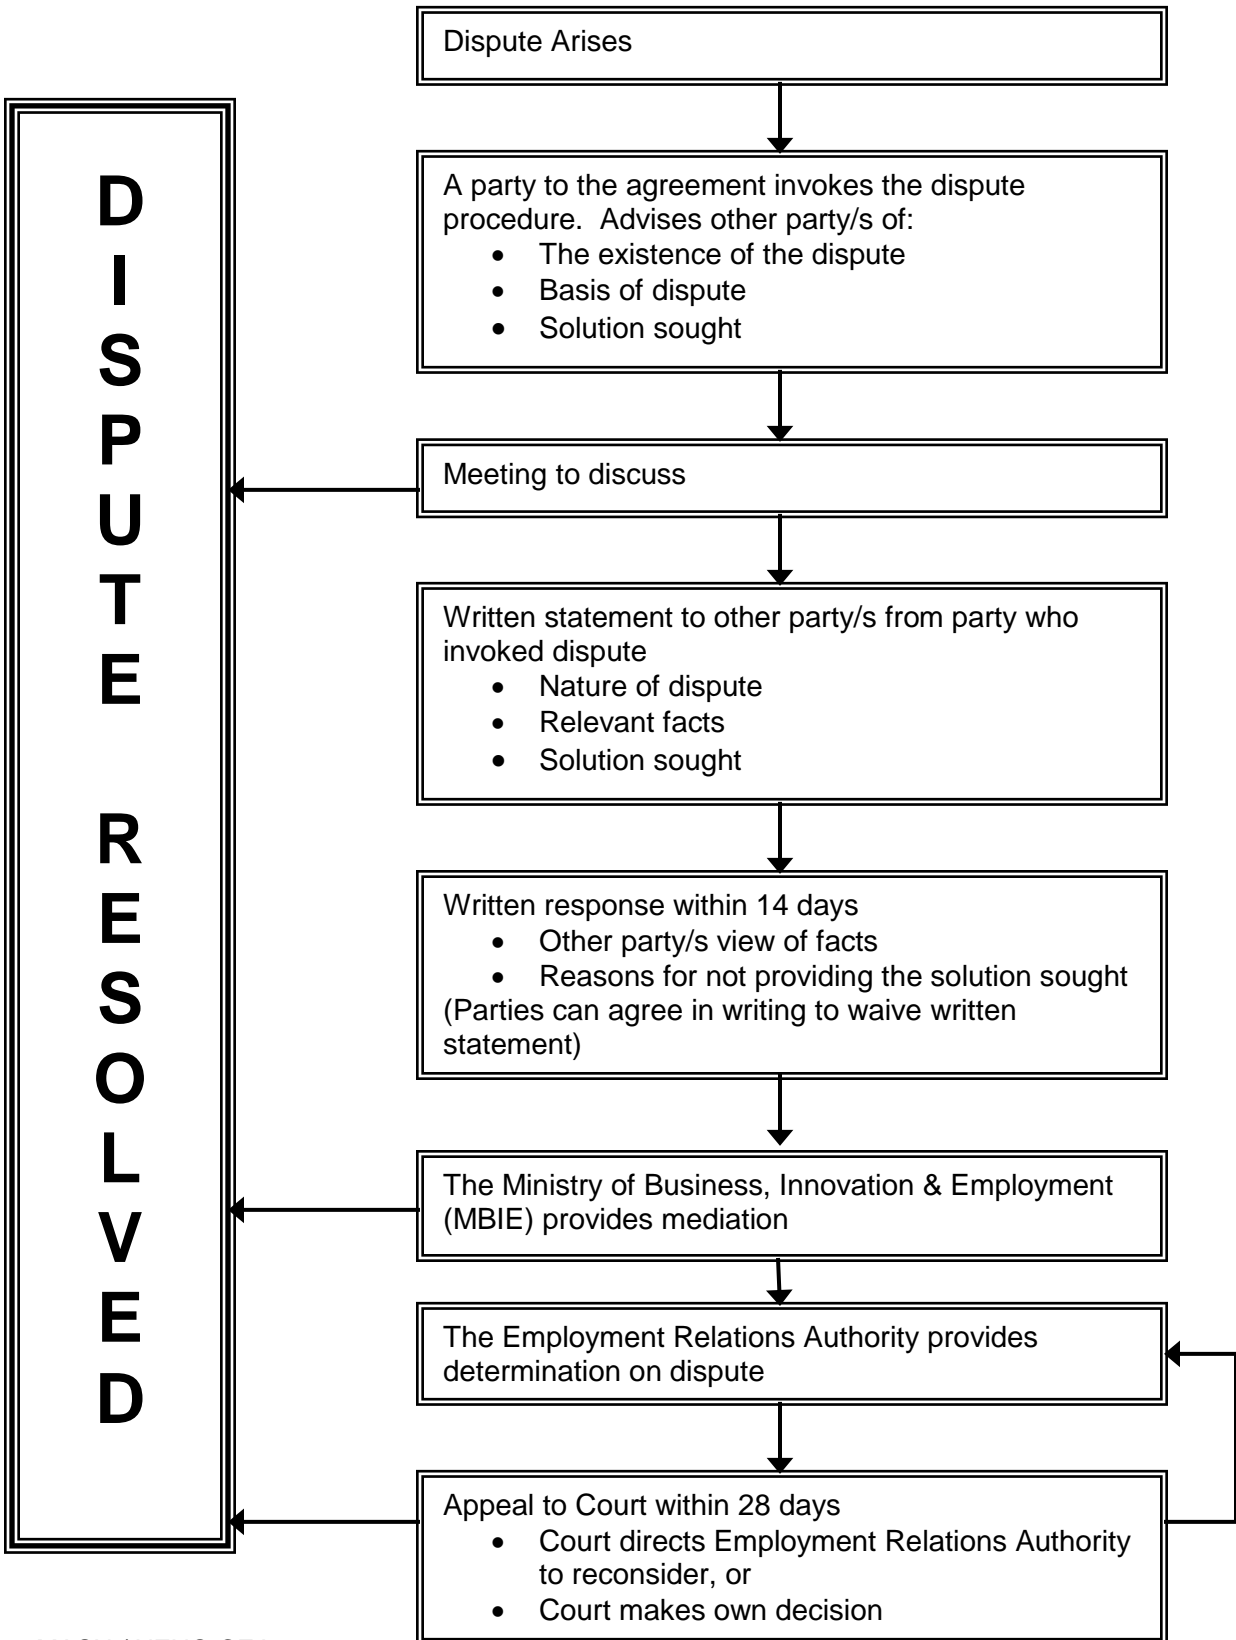 Dispute Arises
A party to the agreement invokes the dispute
procedure.  Advises other party/s of:
• The existence of the dispute
• Basis of dispute
• Solution sought
Meeting to discuss
Written statement to other party/s from party who
invoked dispute
• Nature of dispute
• Relevant facts
• Solution sought
Written response within 14 days
• Other party/s view of facts
• Reasons for not providing the solution sought
(Parties can agree in writing to waive written
statement)
The Ministry of Business, Innovation & Employment
(MBIE) provides mediation
The Employment Relations Authority provides
determination on dispute
Appeal to Court within 28 days
• Court directs Employment Relations Authority
to reconsider, or
• Court makes own decision
DISPUTE RESOLVED